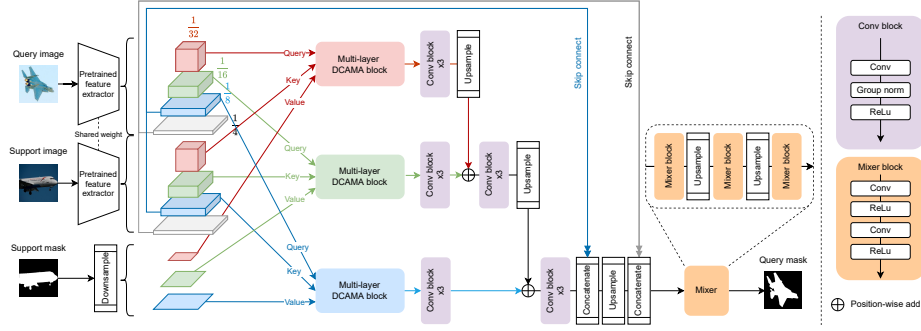 Query image
Pretrained
feature
extractor
Shared weight
Support image
Pretrained
feature
extractor
Support mask
Downsample
1
32
1
16
1
8
1
4
Query
Key
Value
Query
Key
Value
Query
Key
Value
Multi-layer
DCAMA block
Multi-layer
DCAMA block
Multi-layer
DCAMA block
Conv block
x3
Upsample
Conv block
x3
Conv block
x3
Upsample
Conv block
x3
Conv block
x3
Skip connect
Skip connect
Concatenate
Upsample
Concatenate
Mixer
Query mask
Mixer block
Upsample
Mixer block
Upsample
Mixer block
Conv block
Conv
Group norm
ReLu
Mixer block
Conv
ReLu
Conv
ReLu
Position-wise add